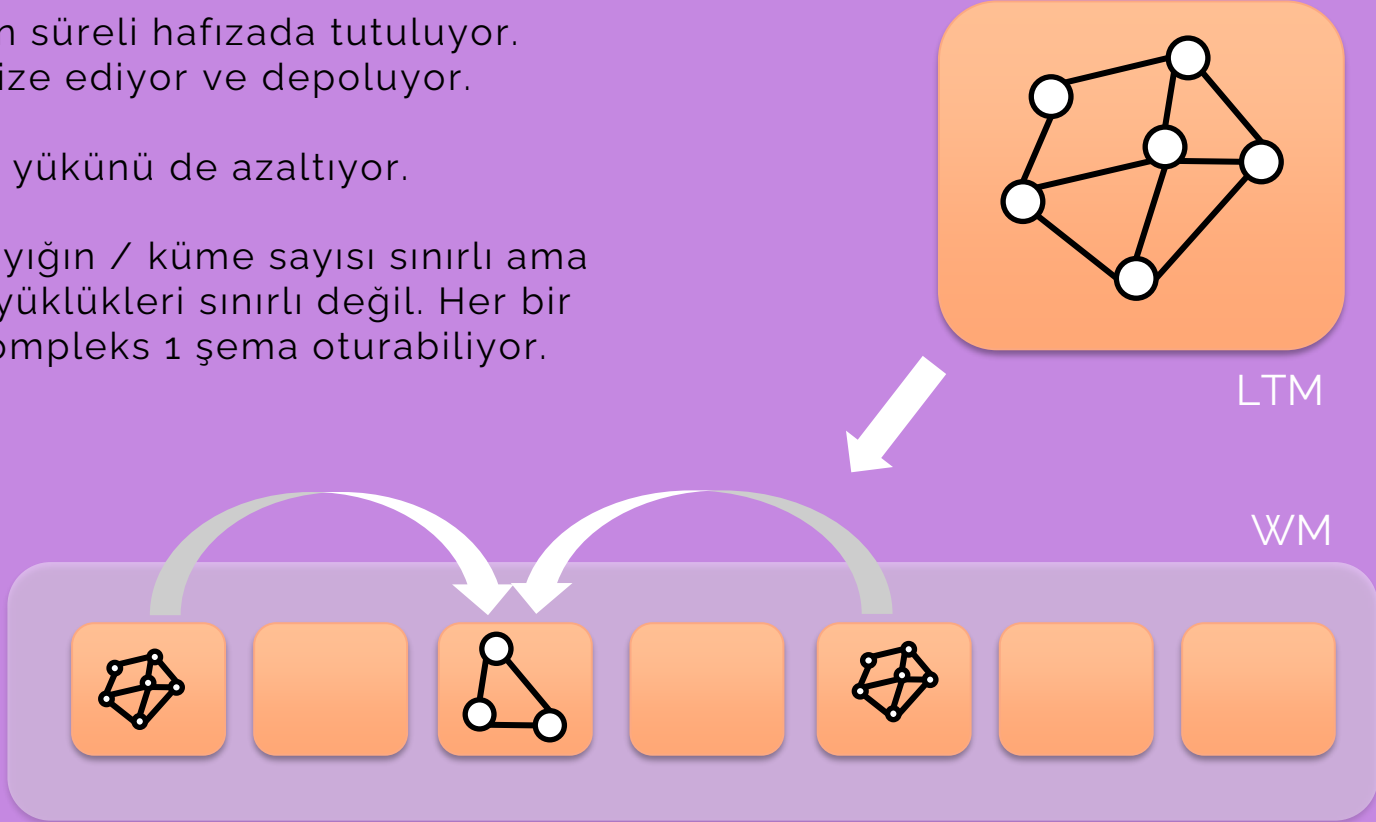 n süreli hafızada tutuluyor.
ize ediyor ve depoluyor.
yükünü de azaltıyor.
yığın / küme sayısı sınırlı ama
yüklükleri sınırlı değil. Her bir
ompleks 1 şema oturabiliyor.
LTM
WM